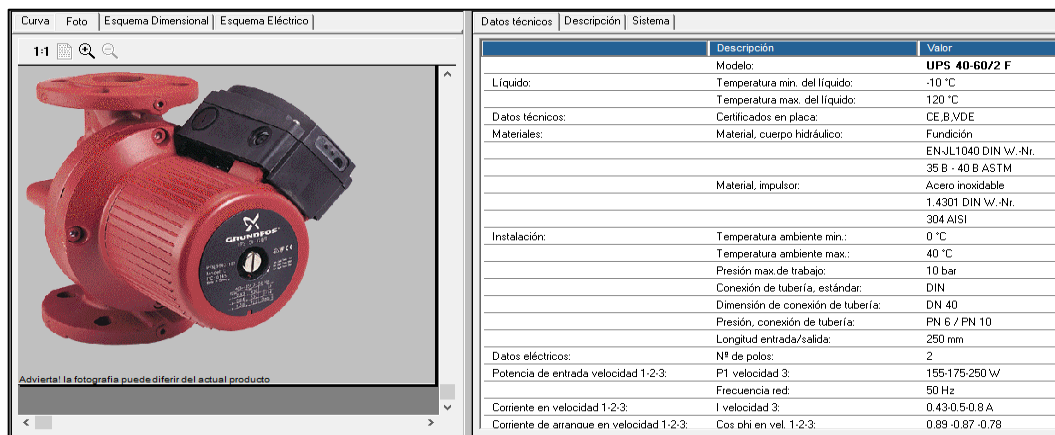 Curva Foto Esquema Dimensional Esquema Eléctrico
1:1
GRUNDFOS
Advierta! la fotografia puede diferir del actual producto
Datos técnicos Descripción Sistema
Descripción Valor
Modelo: UPS 40-60/2 F
Líquido: Temperatura min. del líquido: -10 °C
Temperatura max. del líquido: 120 °C
Datos técnicos: Certificados en placa: CE,B,VDE
Materiales: Material, cuerpo hidráulico: Fundición
EN-JL1040 DIN W.-Nr.
35 B - 40 B ASTM
Material, impulsor: Acero inoxidable
1.4301 DIN W.-Nr.
304 AISI
Instalación: Temperatura ambiente min.: 0 °C
Temperatura ambiente max.: 40 °C
Presión max.de trabajo: 10 bar
Conexión de tubería, estándar: DIN
Dimensión de conexión de tubería: DN 40
Presión, conexión de tubería: PN 6 / PN 10
Longitud entrada/salida: 250 mm
Datos eléctricos: Nº de polos: 2
Potencia de entrada velocidad 1-2-3: P1 velocidad 3: 155-175-250 W
Frecuencia red: 50 Hz
Corriente en velocidad 1-2-3: I velocidad 3: 0.43-0.5-0.8 A
Corriente de arranque en velocidad 1-2-3: Cos phi en vel. 1-2-3: 0.89 -0.87 -0.78